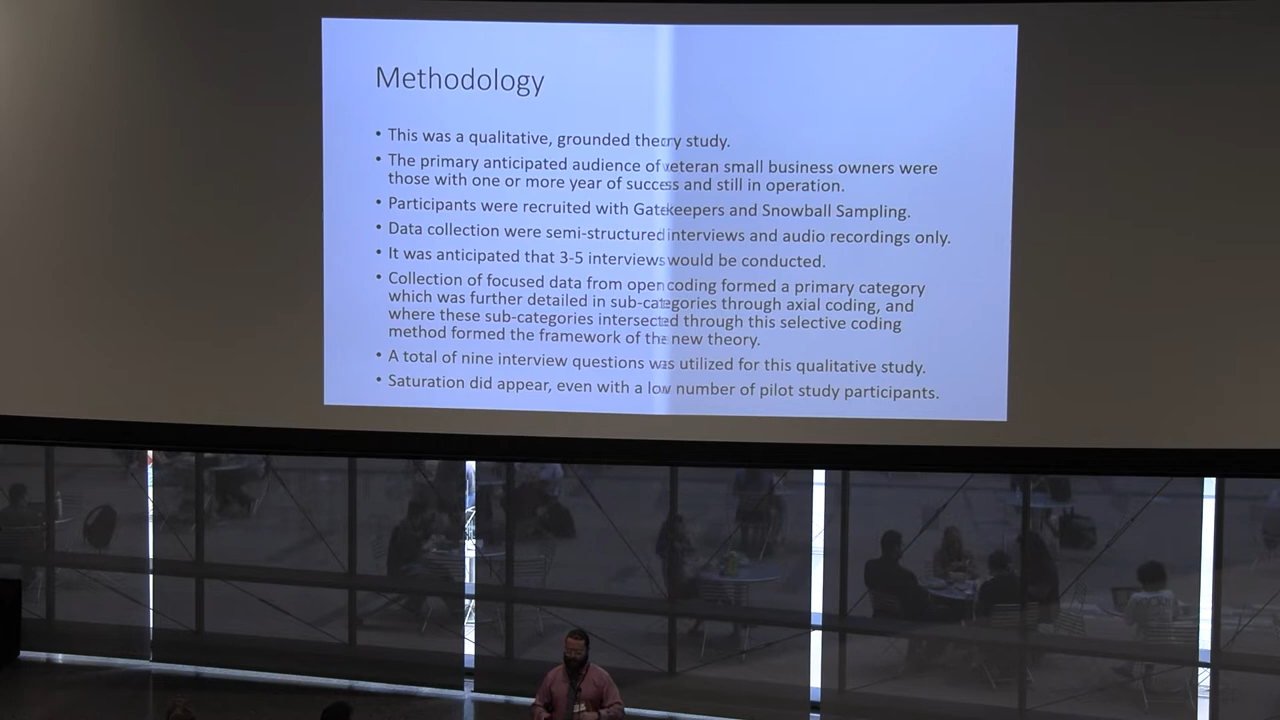 Methodology
• This was a qualitative, grounded theory study.
• The primary anticipated audience of veteran small business owners were
those with one or more year of success and still in operation.
• Participants were recruited with Gatekeepers and Snowball Sampling.
• Data collection were semi-structured interviews and audio recordings only.
• It was anticipated that 3-5 interviews would be conducted.
• Collection of focused data from open coding formed a primary category
which was further detailed in sub-categories through axial coding, and
where these sub-categories intersected through this selective coding
method formed the framework of the new theory.
• A total of nine interview questions was utilized for this qualitative study.
• Saturation did appear, even with a low number of pilot study participants.